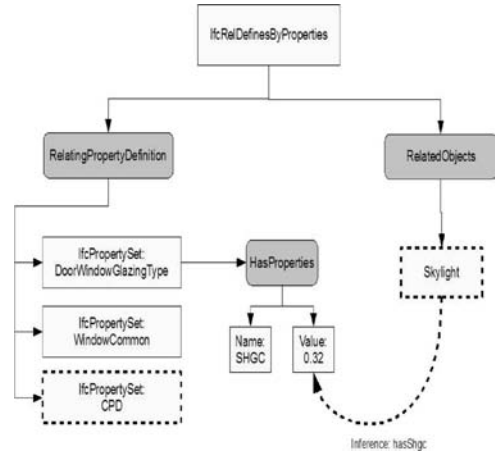 IfcRelDefinesByProperties
RelatingPropertyDefinition
RelatedObjects
IfcPropertySet:
DoorWindowGlazingType
HasProperties
Skylight
IfcPropertySet:
WindowCommon
Name:
SHGC
Value:
0.32
IfcPropertySet:
CPD
Inference: hasShgc